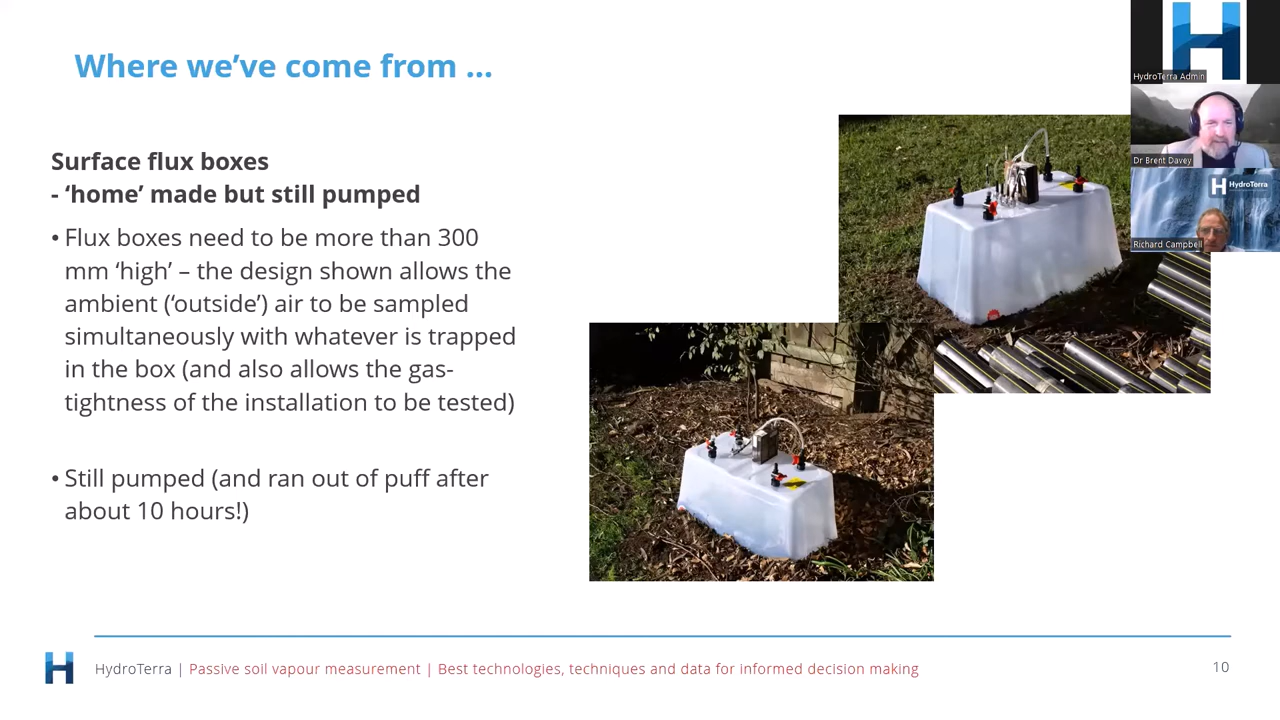 Where we’ve come from ...
Surface flux boxes
- ‘home’ made but still pumped
• Flux boxes need to be more than 300
mm ‘high’ – the design shown allows the
ambient (‘outside’) air to be sampled
simultaneously with whatever is trapped
in the box (and also allows the gas-
tightness of the installation to be tested)
• Still pumped (and ran out of puff after
about 10 hours!)
HydroTerra Admin
Dr Brent Davey
HydroTerra
Richard Campbell
HydroTerra | Passive soil vapour measurement | Best technologies, techniques and data for informed decision making
10